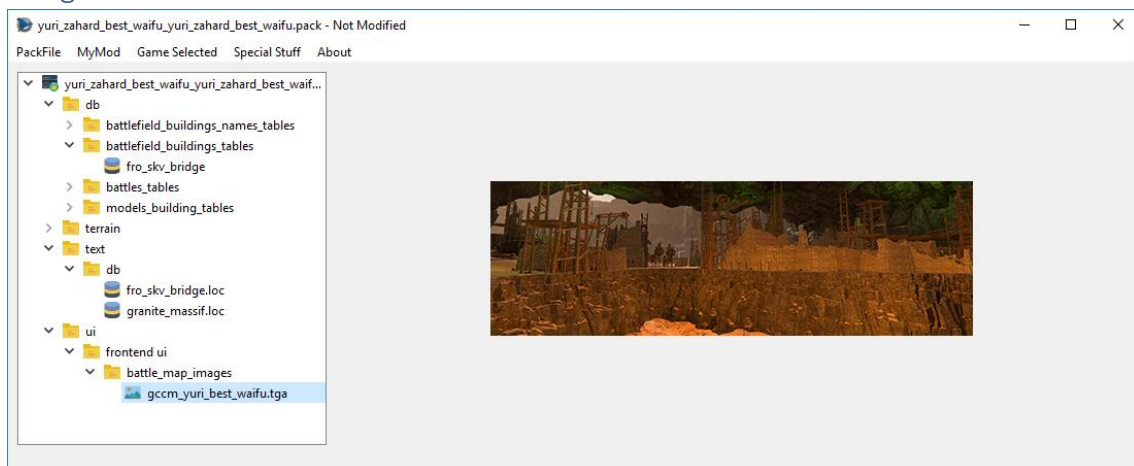 yuri_zahard_best_waifu_yuri_zahard_best_waifu.pack - Not Modified
PackFile MyMod Game Selected Special Stuff About
yuri_zahard_best_waifu_yuri_zahard_best_waif...
db
battlefield_buildings_names_tables
battlefield_buildings_tables
fro_skv_bridge
battles_tables
models_building_tables
terrain
text
db
fro_skv_bridge.loc
granite_massif.loc
ui
frontend ui
battle_map_images
gccm_yuri_best_waifu.tga